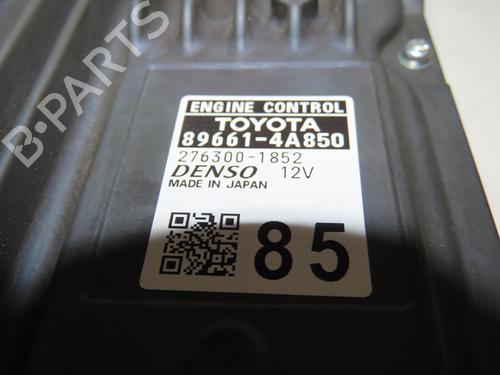 ENGINE CONTROL
TOYOTA
89661-4A850
276300-1852
DENSO 12V
MADE IN JAPAN
85
B-PARTS